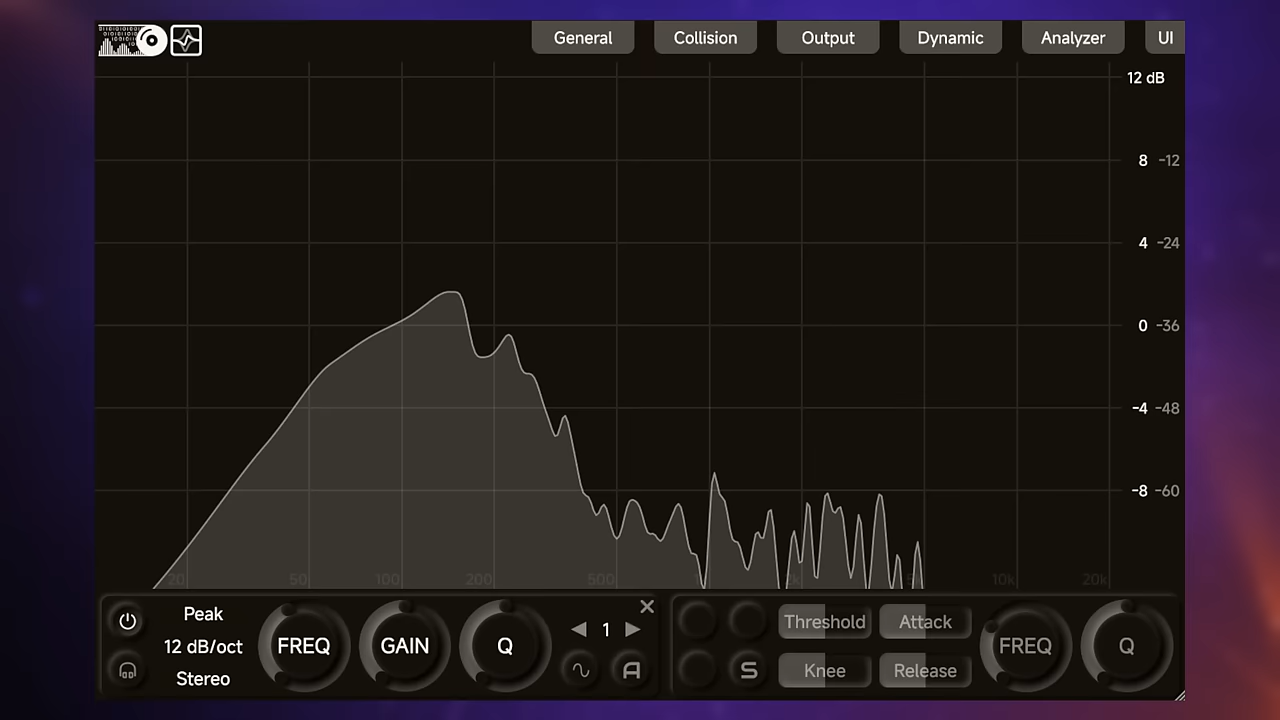 General Collision Output Dynamic Analyzer UI
12 dB
8 -12
4 -24
0 -36
-4 -48
-8 -60
20 50 100 200 500 2k 5k 10k 20k
Peak
12 dB/oct
Stereo
FREQ GAIN Q
1
A
S
Threshold Attack
Knee Release
FREQ Q